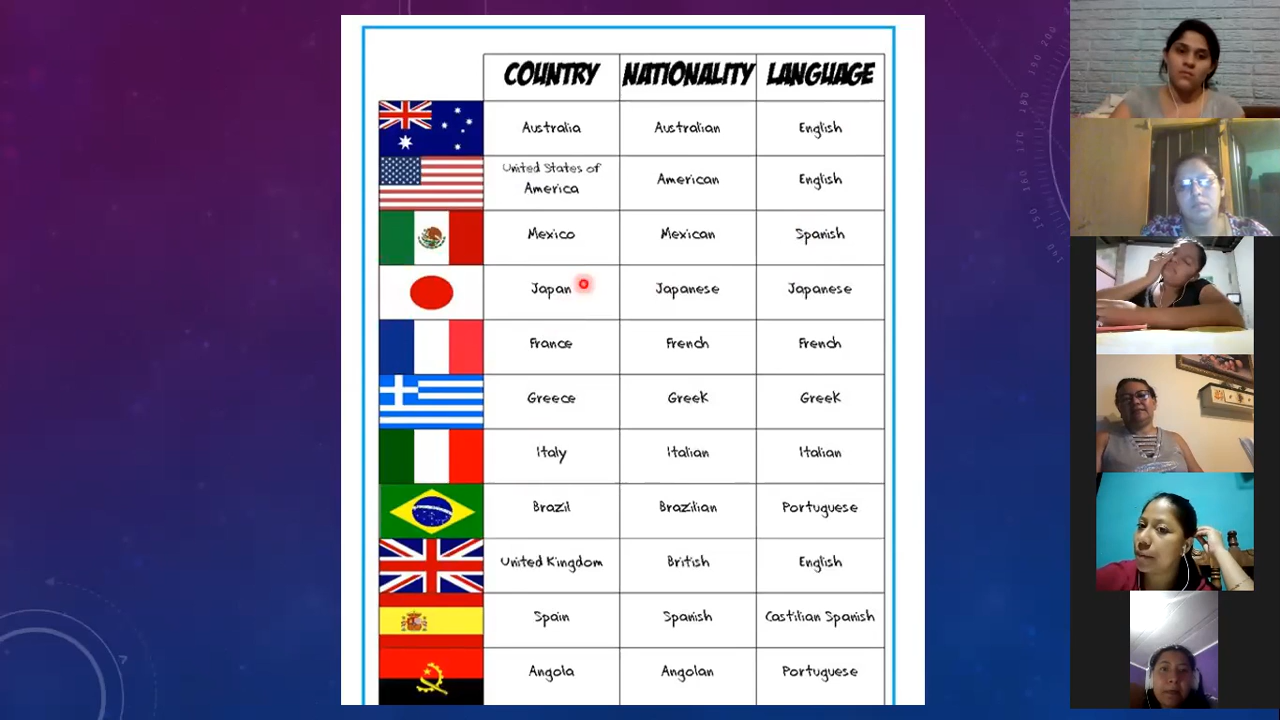 COUNTRY NATIONALITY LANGUAGE
Australia Australian English
United States of
America American English
Mexico Mexican Spanish
Japan Japanese Japanese
France French French
Greece Greek Greek
Italy Italian Italian
Brazil Brazilian Portuguese
United Kingdom British English
Spain Spanish Castilian Spanish
Angola Angolan Portuguese